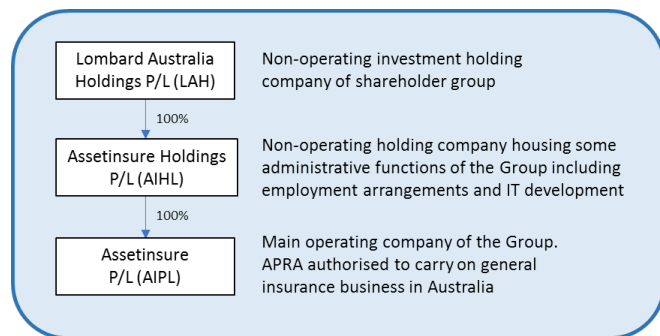 Lombard Australia
Holdings P/L (LAH)
Non-operating investment holding
company of shareholder group
100%
Assetinsure Holdings
P/L (AIHL)
Non-operating holding company housing some
administrative functions of the Group including
employment arrangements and IT development
100%
Assetinsure
P/L (AIPL)
Main operating company of the Group.
APRA authorised to carry on general
insurance business in Australia